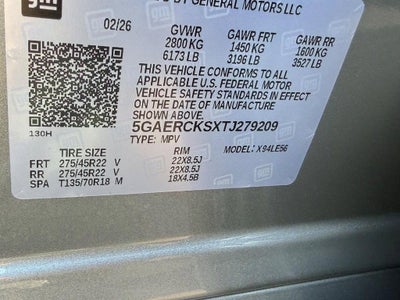 gm
BY GENERAL MOTORS LLC
02/26 GVWR GAWR FRT GAWR RR
2800 KG 1450 KG 1600 KG
6173 LB 3196 LB 3527LB
THIS VEHICLE CONFORMS TO ALL
APPLICABLE U.S. FEDERAL MOTOR
VEHICLE SAFETY STANDARDS IN EFFECT ON THE
DATE OF MANUFACTURE
SHOWN ABOVE.
130H 5GAERCKSXTJ279209
TYPE: MPV
TIRE SIZE RIM MODEL: X94LE56
FRT 275/45R22 V 22X8.5J
RR 275/45R22 V 22X8.5J
SPA T135/70R18 M 18X4.5B